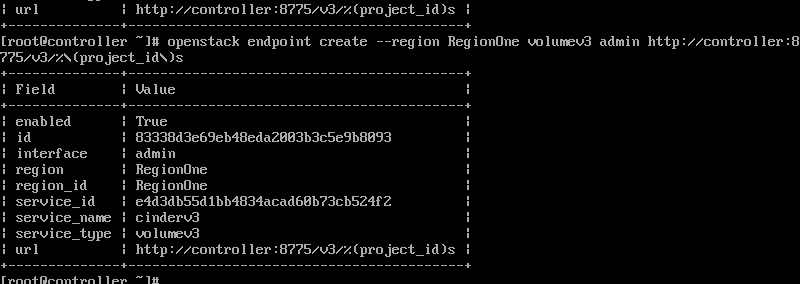 | url | http://controller:8775/v3/%(project_id)s |
+--------------+------------------------------------------+
[root@controller ~]# openstack endpoint create --region RegionOne volumev3 admin http://controller:8
775/v3/%\(project_id\)s
+--------------+------------------------------------------+
| Field | Value |
+--------------+------------------------------------------+
| enabled | True |
| id | 83338d3e69eb48eda2003b3c5e9b8093 |
| interface | admin |
| region | RegionOne |
| region_id | RegionOne |
| service_id | e4d3db55d1bb4834acad60b73cb524f2 |
| service_name | cinderv3 |
| service_type | volumev3 |
| url | http://controller:8775/v3/%(project_id)s |
+--------------+------------------------------------------+
[root@controller ~]#